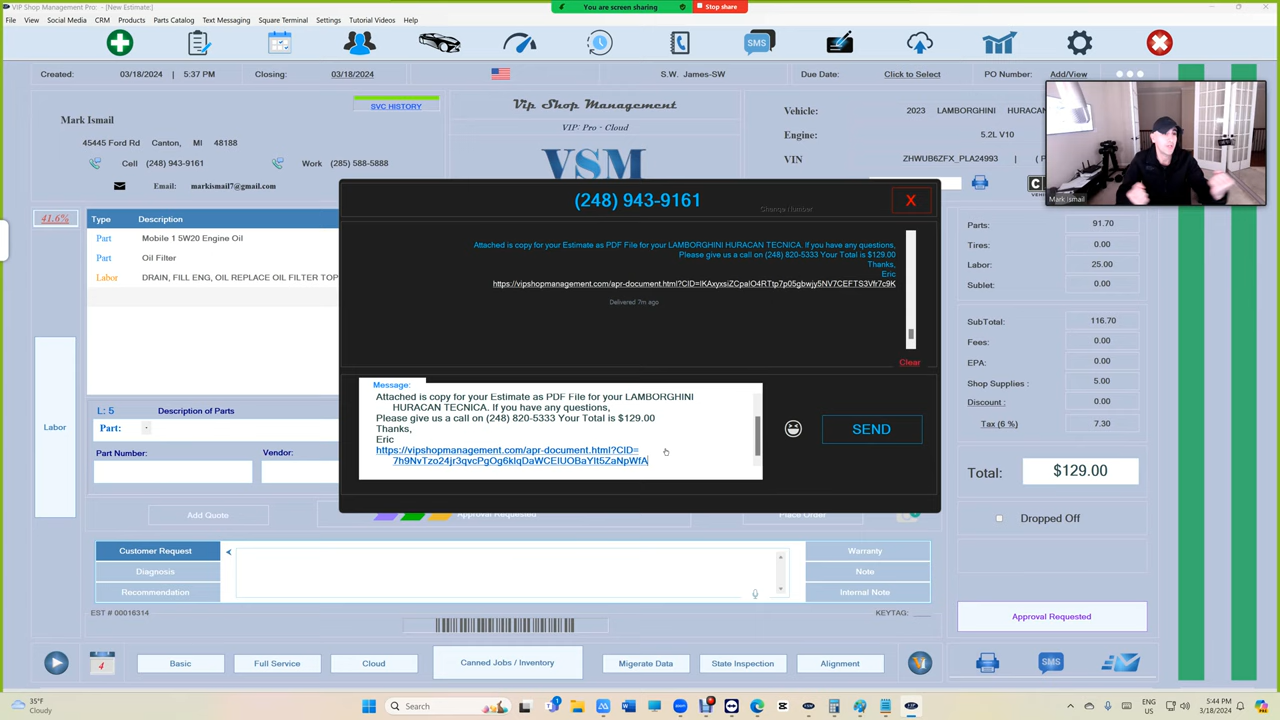 VIP Shop Management Pro: - [New Estimate]
You are screen sharing
Stop share
File View Social Media CRM Products Parts Catalog Text Messaging Square Terminal Settings Tutorial Videos Help
SMS
Created: 03/18/2024 | 5:37 PM Closing: 03/18/2024 S.W. James-SW Due Date: Click to Select PO Number: Add/View
SVC HISTORY
Mark Ismail
45445 Ford Rd Canton, MI 48188
Cell (248) 943-9161 Work (285) 588-5888
Email: markismail7@gmail.com
Vip Shop Management
VIP: Pro - Cloud
VSM
Vehicle: 2023 LAMBORGHINI HURACAN
Engine: 5.2L V10
VIN ZHWUB6ZFX_PLA24993 | ( P
Mark Ismail
41.6% Type Description
Part Mobile 1 5W20 Engine Oil
Part Oil Filter
Labor DRAIN, FILL ENG, OIL REPLACE OIL FILTER TOP
(248) 943-9161
Change Number
X
Attached is copy for your Estimate as PDF File for your LAMBORGHINI HURACAN TECNICA. If you have any questions,
Please give us a call on (248) 820-5333 Your Total is $129.00
Thanks,
Eric
https://vipshopmanagement.com/apr-document.html?CID=IKAxyxsiZCpalO4RTtp7p05gbwjy5NV7CEFTS3Vfr7c9K
Delivered 7m ago
Clear
Message:
Attached is copy for your Estimate as PDF File for your LAMBORGHINI
HURACAN TECNICA. If you have any questions,
Please give us a call on (248) 820-5333 Your Total is $129.00
Thanks,
Eric
https://vipshopmanagement.com/apr-document.html?CID=
7h9NvTzo24jr3qvcPgOg6klqDaWCEIUOBaYIt5ZaNpWfA
SEND
Parts: 91.70
Tires: 0.00
Labor: 25.00
Sublet: 0.00
SubTotal: 116.70
Fees: 0.00
EPA: 0.00
Shop Supplies : 5.00
Discount : 0.00
Tax (6 %) 7.30
Total: $129.00
Dropped Off
Approval Requested
Labor
L: 5 Description of Parts
Part: -
Part Number: Vendor:
Add Quote Approval Requested Place Order
Customer Request
Diagnosis
Recommendation
Warranty
Note
Internal Note
EST # 00016314 KEYTAG: ____
4 Basic Full Service Cloud Canned Jobs / Inventory Migerate Data State Inspection Alignment SMS
35°F
Cloudy
Search
ENG
US
5:44 PM
3/18/2024